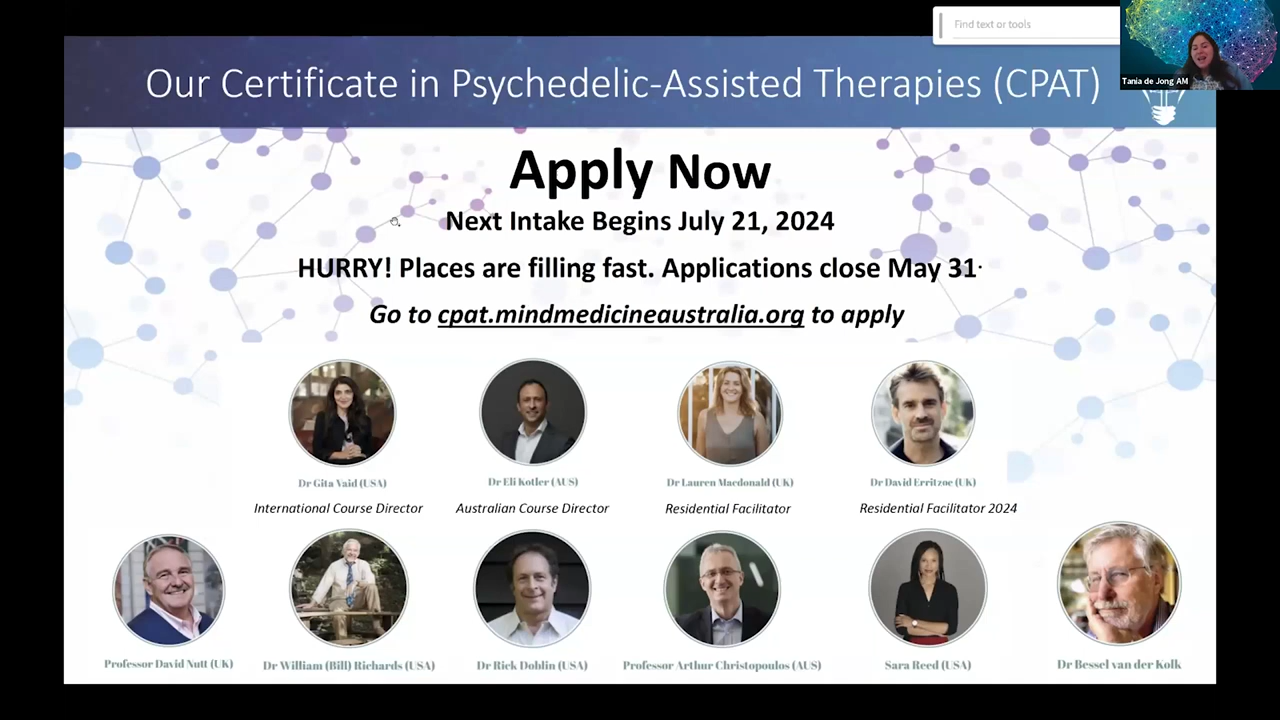 Find text or tools
Tania de Jong AM
Our Certificate in Psychedelic-Assisted Therapies (CPAT)
Apply Now
Next Intake Begins July 21, 2024
HURRY! Places are filling fast. Applications close May 31.
Go to cpat.mindmedicineaustralia.org to apply
Dr Gita Vaid (USA)
International Course Director
Dr Eli Kotler (AUS)
Australian Course Director
Dr Lauren Macdonald (UK)
Residential Facilitator
Dr David Erritzoe (UK)
Residential Facilitator 2024
Professor David Nutt (UK)
Dr William (Bill) Richards (USA)
Dr Rick Doblin (USA)
Professor Arthur Christopoulos (AUS)
Sara Reed (USA)
Dr Bessel van der Kolk